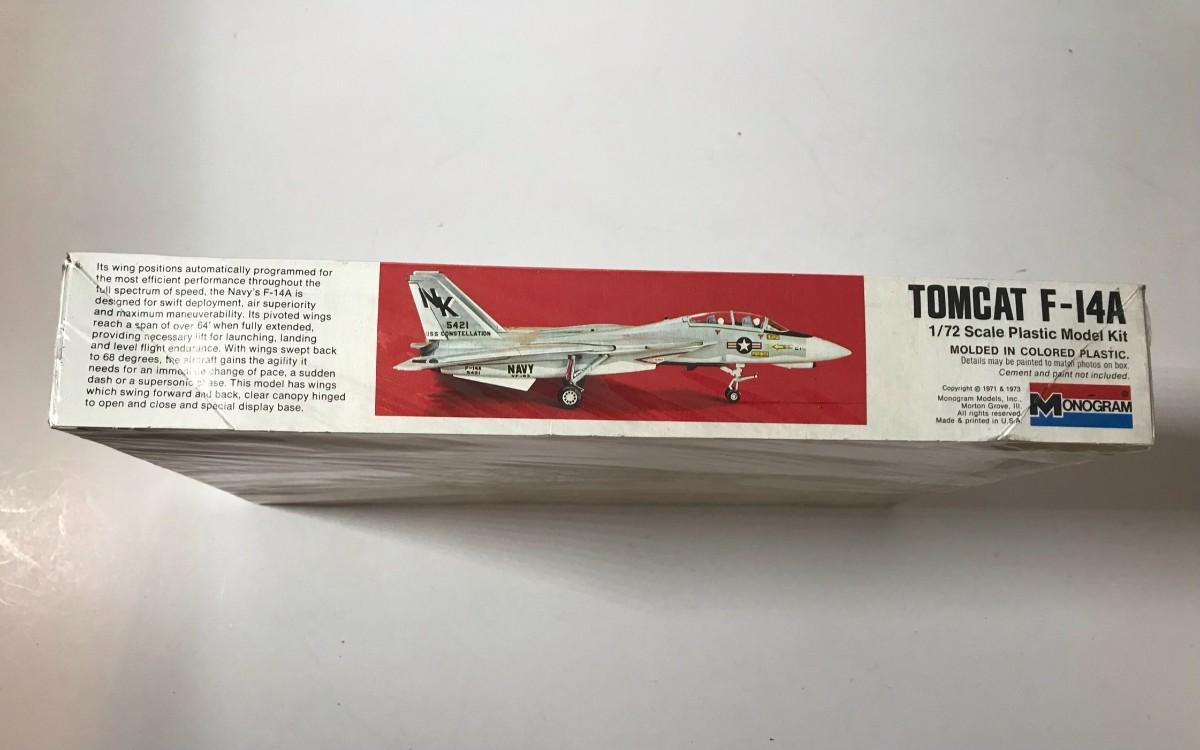 Its wing positions automatically programmed for
the most efficient performance throughout the
full spectrum of speed, the Navy's F-14A is
designed for swift deployment, air superiority
and maximum maneuverability. Its pivoted wings
reach a span of over 64' when fully extended,
providing necessary lift for launching, landing
and level flight endurance. With wings swept back
to 68 degrees, the aircraft gains the agility it
needs for an immediate change of pace, a sudden
dash or a supersonic phase. This model has wings
which swing forward and back, clear canopy hinged
to open and close and special display base.
NK
5421
USS CONSTELLATION
F-14A
5421
NAVY
TOMCAT F-14A
1/72 Scale Plastic Model Kit
MOLDED IN COLORED PLASTIC.
Details may be painted to match photos on box.
Cement and paint not included.
Copyright © 1971 & 1973
Monogram Models, Inc.,
Morton Grove, Ill.
All rights reserved
Made & printed in U.S.A.
MONOGRAM